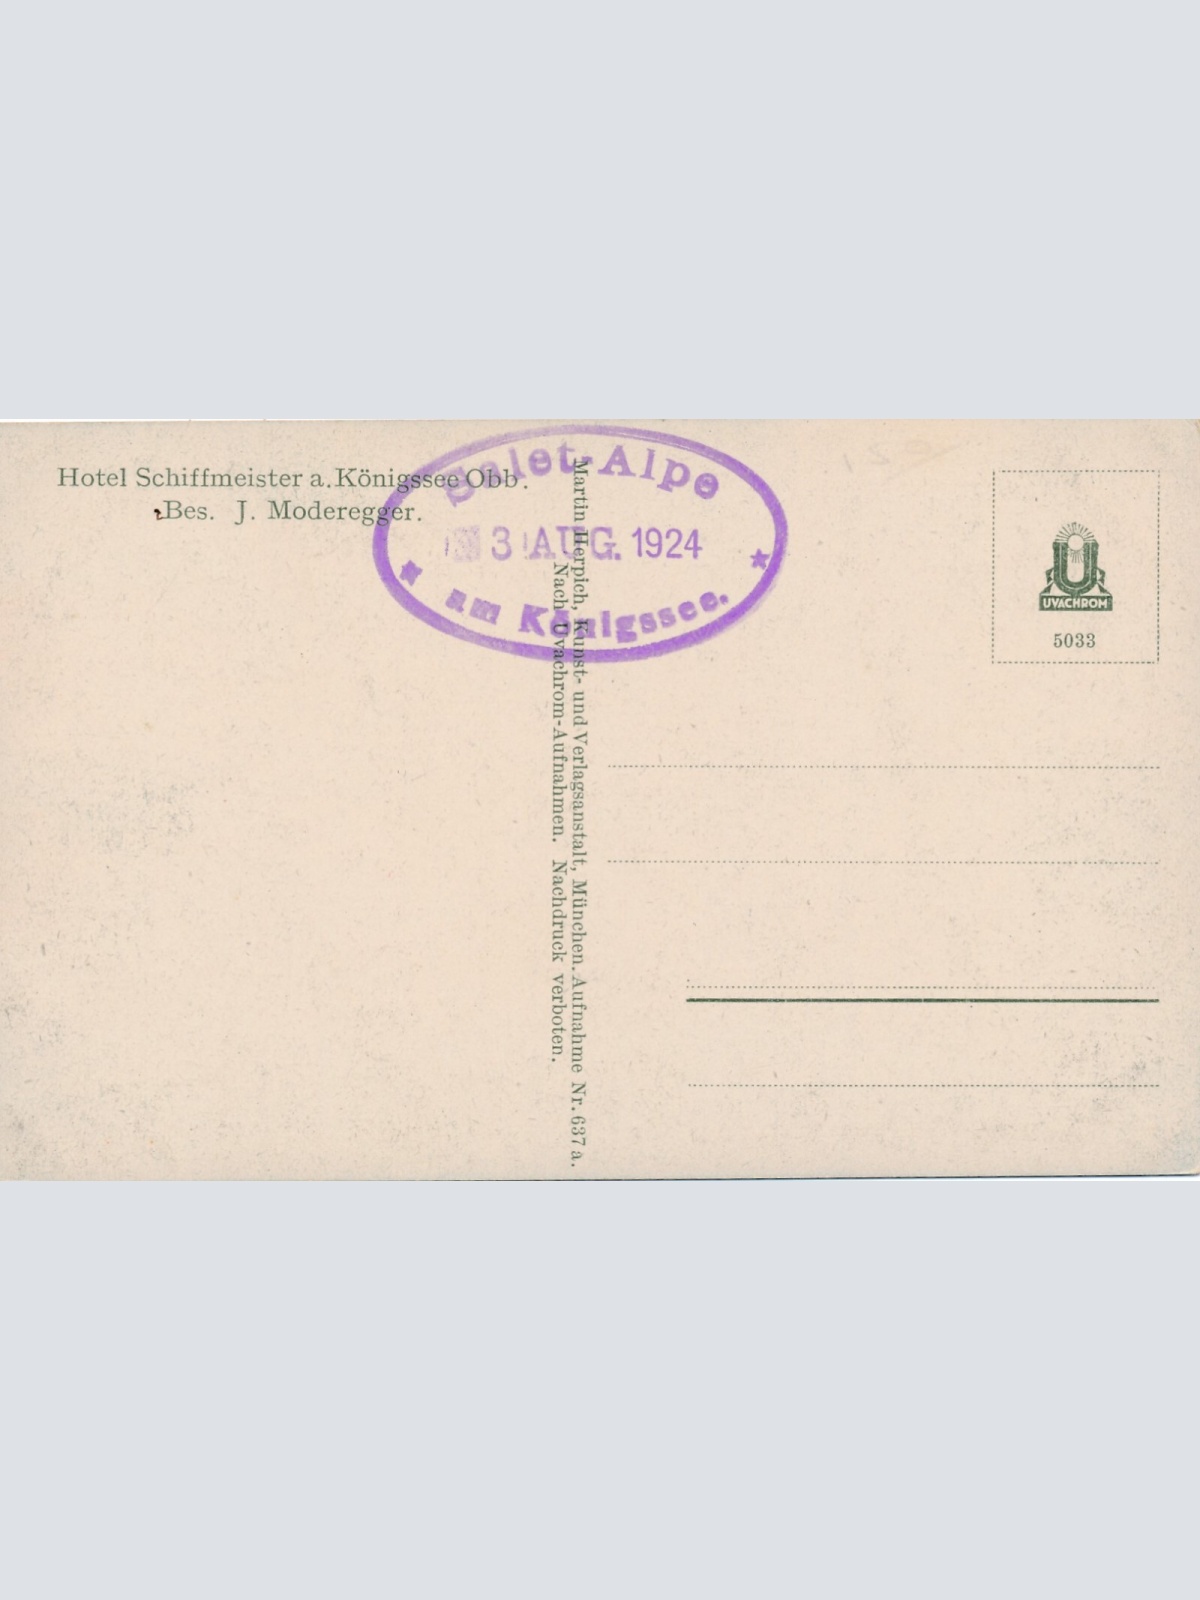 Hotel Schiffmeister a. Königssee Obb.
Bes. J. Moderegger.
Salet-Alpe
3 AUG. 1924
am Königssee.
Martin Herpich, Kunst- und Verlagsanstalt, München. Aufnahme Nr. 637 a.
Nach Uvachrom-Aufnahmen. Nachdruck verboten.
U
UVACHROM
5033